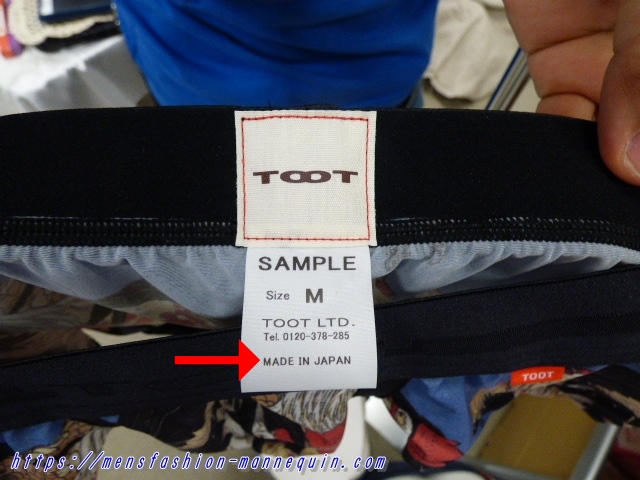 TOOT
SAMPLE
Size M
TOOT LTD.
Tel. 0120-378-285
MADE IN JAPAN
TOOT
https://mensfashion-mannequin.com